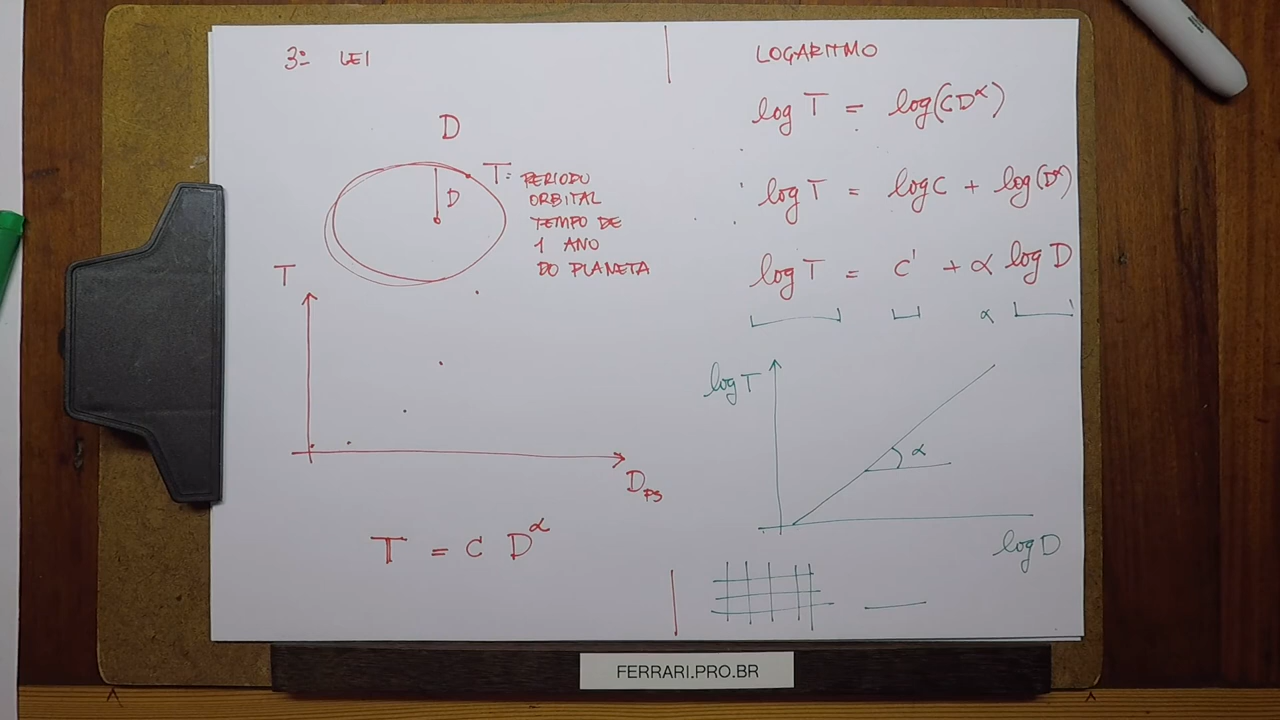 3ª LEI
D
D
T: PERIODO
ORBITAL
TEMPO DE
1 ANO
DO PLANETA
T
D PS
T = C D^α
LOGARITMO
log T = log(CD^α)
log T = log C + log(D^α)
log T = C' + α log D
α
log T
α
log D
FERRARI.PRO.BR